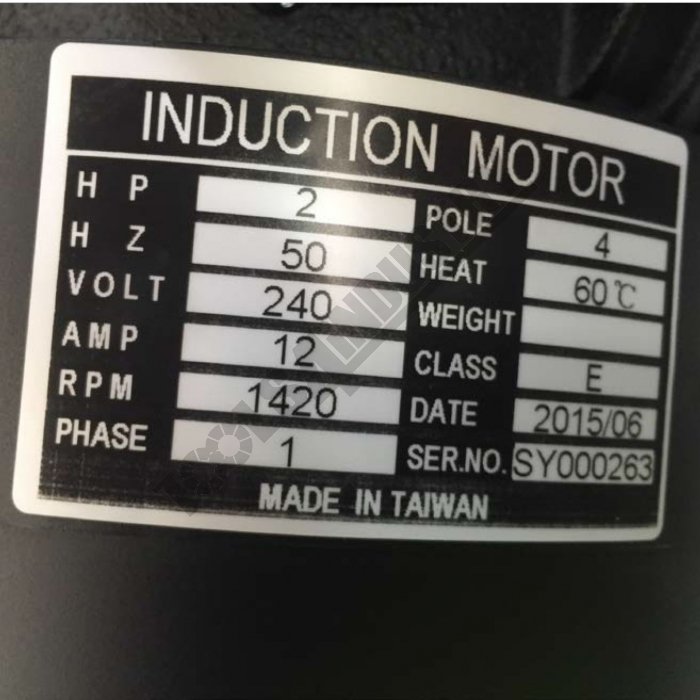 INDUCTION MOTOR
H P 2 POLE 4
H Z 50 HEAT 60℃
VOLT 240 WEIGHT
AMP 12 CLASS E
RPM 1420 DATE 2015/06
PHASE 1 SER.NO. SY000263
MADE IN TAIWAN